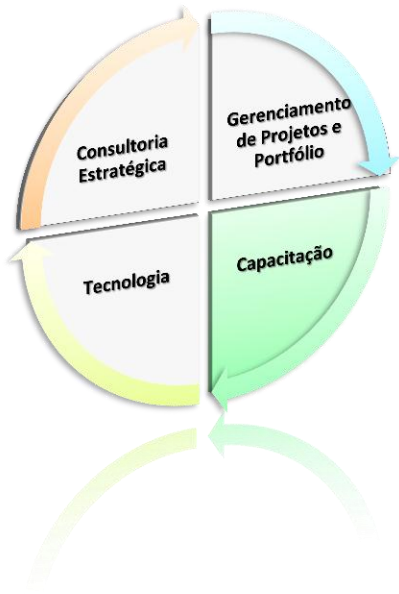 Consultoria
Estratégica
Gerenciamento
de Projetos e
Portfólio
Tecnologia
Capacitação